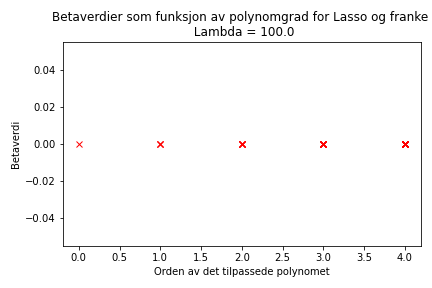 Betaverdier som funksjon av polynomgrad for Lasso og franke
Lambda = 100.0
0.04
0.02
0.00
−0.02
−0.04
Betaverdi
0.0 0.5 1.0 1.5 2.0 2.5 3.0 3.5 4.0
Orden av det tilpassede polynomet